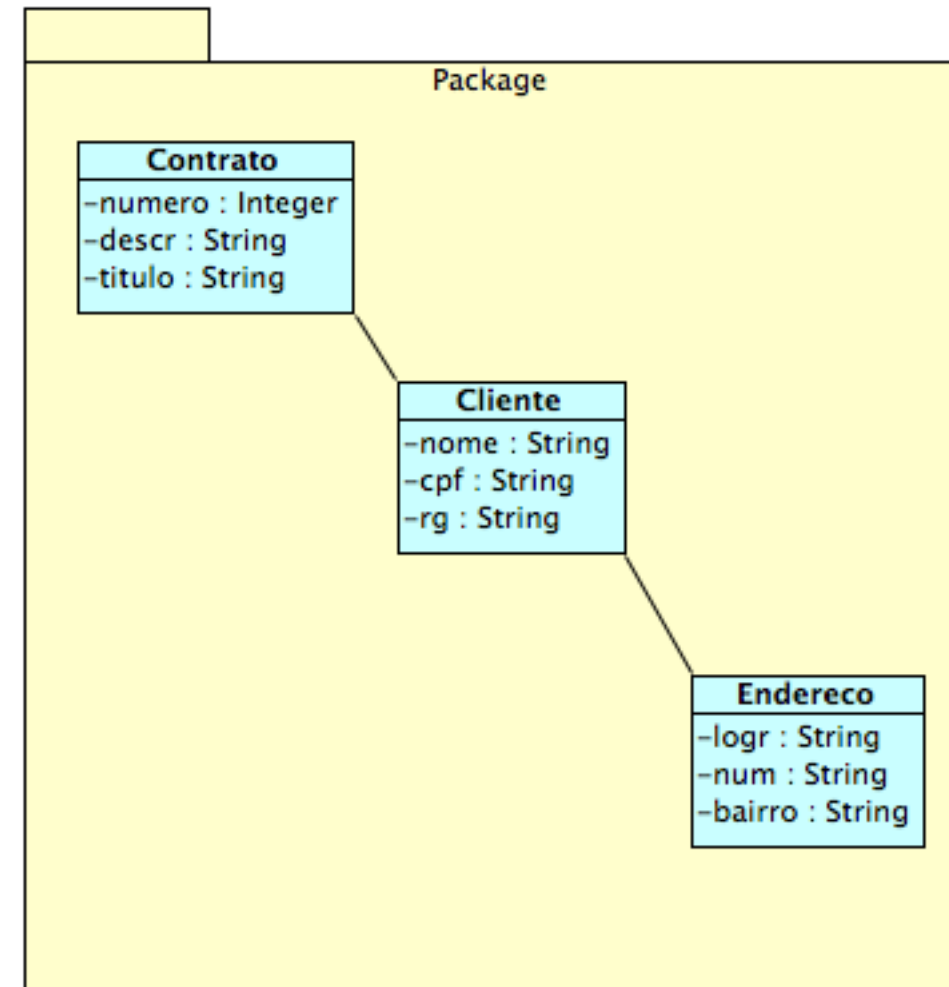 Package
Contrato
-numero : Integer
-descr : String
-titulo : String
Cliente
-nome : String
-cpf : String
-rg : String
Endereco
-logr : String
-num : String
-bairro : String